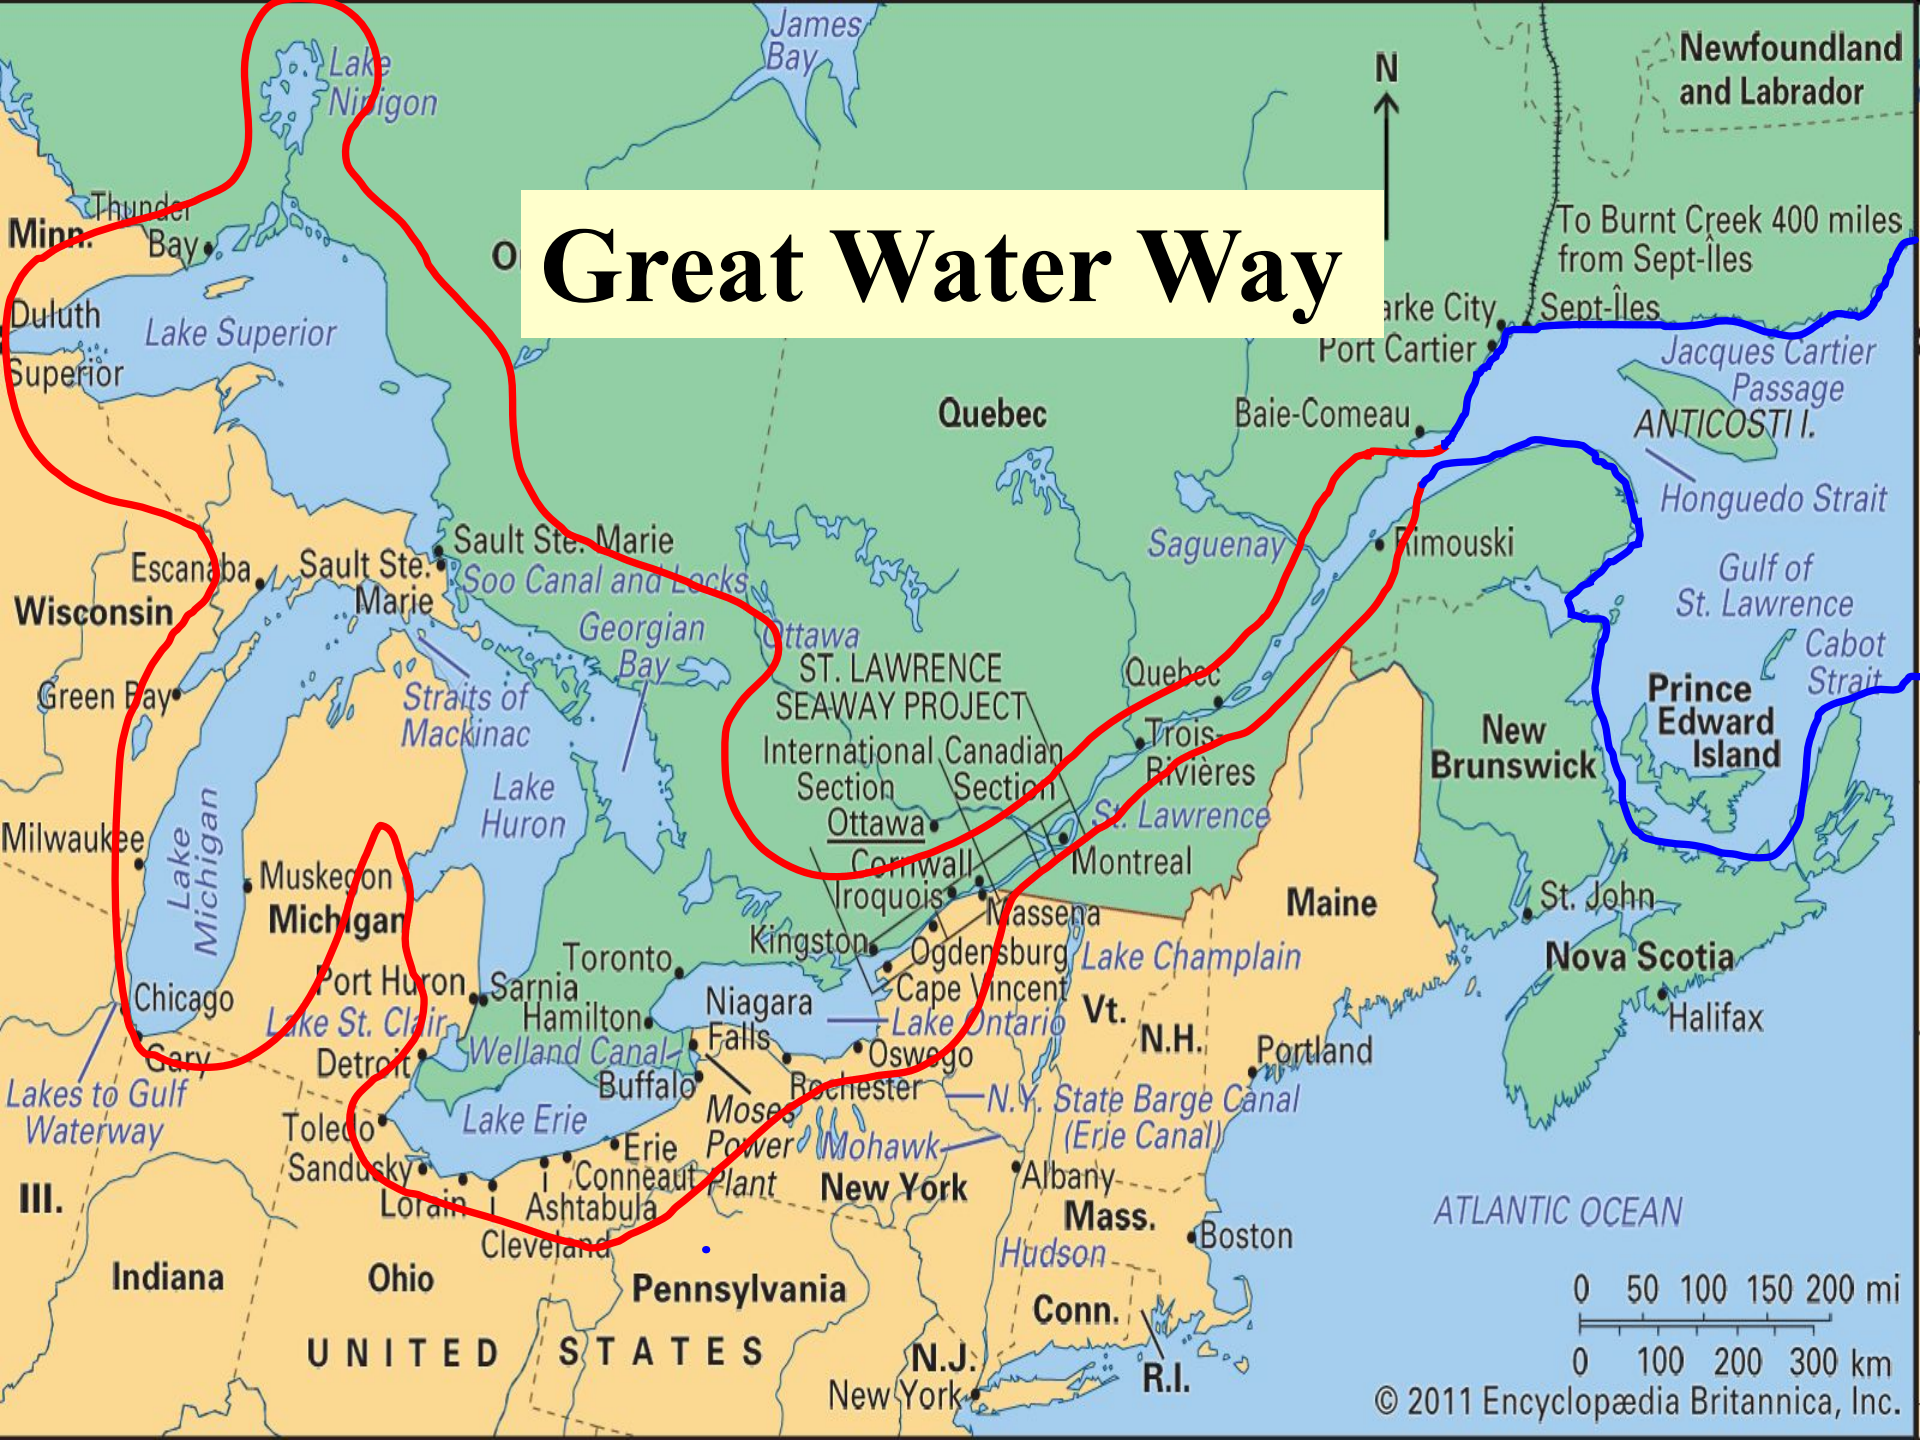 James
Bay
Lake
Nipigon
N
Newfoundland
and Labrador
Thunder
Bay
Minn.
Great Water Way
To Burnt Creek 400 miles
from Sept-Îles
Duluth
Superior
Lake Superior
arke City
Sept-Îles
Port Cartier
Jacques Cartier
Passage
Quebec
Baie-Comeau
ANTICOSTI I.
Honguedo Strait
Sault Ste. Marie
Soo Canal and Locks
Escanaba
Sault Ste.
Marie
Wisconsin
Saguenay
Rimouski
Gulf of
St. Lawrence
Georgian
Bay
Ottawa
Cabot
Strait
Green Bay
Straits of
Mackinac
ST. LAWRENCE
SEAWAY PROJECT
International
Section
Canadian
Section
Quebec
Trois-
Rivières
Prince
Edward
Island
New
Brunswick
Lake
Huron
Lake
Michigan
Milwaukee
Ottawa
St. Lawrence
Montreal
Cornwall
Iroquois
Massena
Muskegon
Michigan
Maine
St. John
Nova Scotia
Halifax
Kingston
Ogdensburg
Cape Vincent
Lake Champlain
Toronto
Port Huron
Sarnia
Hamilton
Niagara
Falls
Lake Ontario
Vt.
N.H.
Chicago
Lake St. Clair
Gary
Detroit
Welland Canal
Buffalo
Oswego
Rochester
Portland
Lakes to Gulf
Waterway
Lake Erie
Moses
Power
Plant
N.Y. State Barge Canal
(Erie Canal)
Mohawk
Toledo
Sandusky
Erie
Conneaut
Lorain
Ashtabula
Cleveland
New York
Albany
Mass.
Boston
Hudson
ATLANTIC OCEAN
Ill.
Indiana
Ohio
Pennsylvania
Conn.
UNITED STATES
N.J.
New York
R.I.
0 50 100 150 200 mi
0 100 200 300 km
© 2011 Encyclopædia Britannica, Inc.